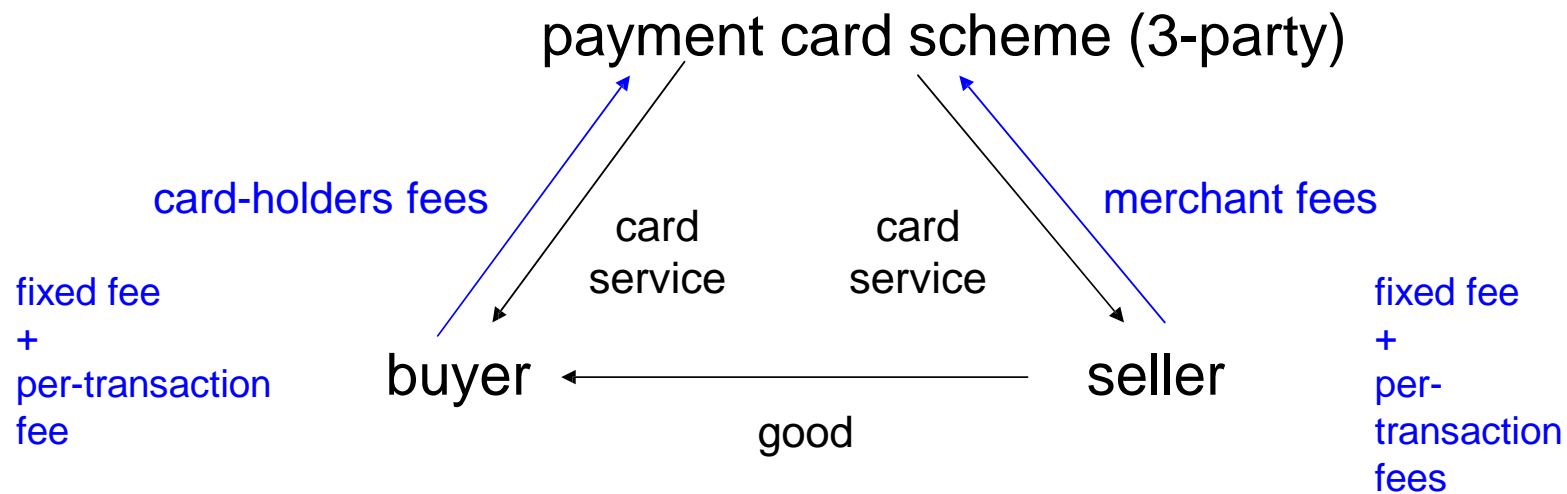 payment card scheme (3-party)
card-holders fees
merchant fees
card
service
card
service
fixed fee
+
per-transaction
fee
buyer
seller
fixed fee
+
per-
transaction
fees
good